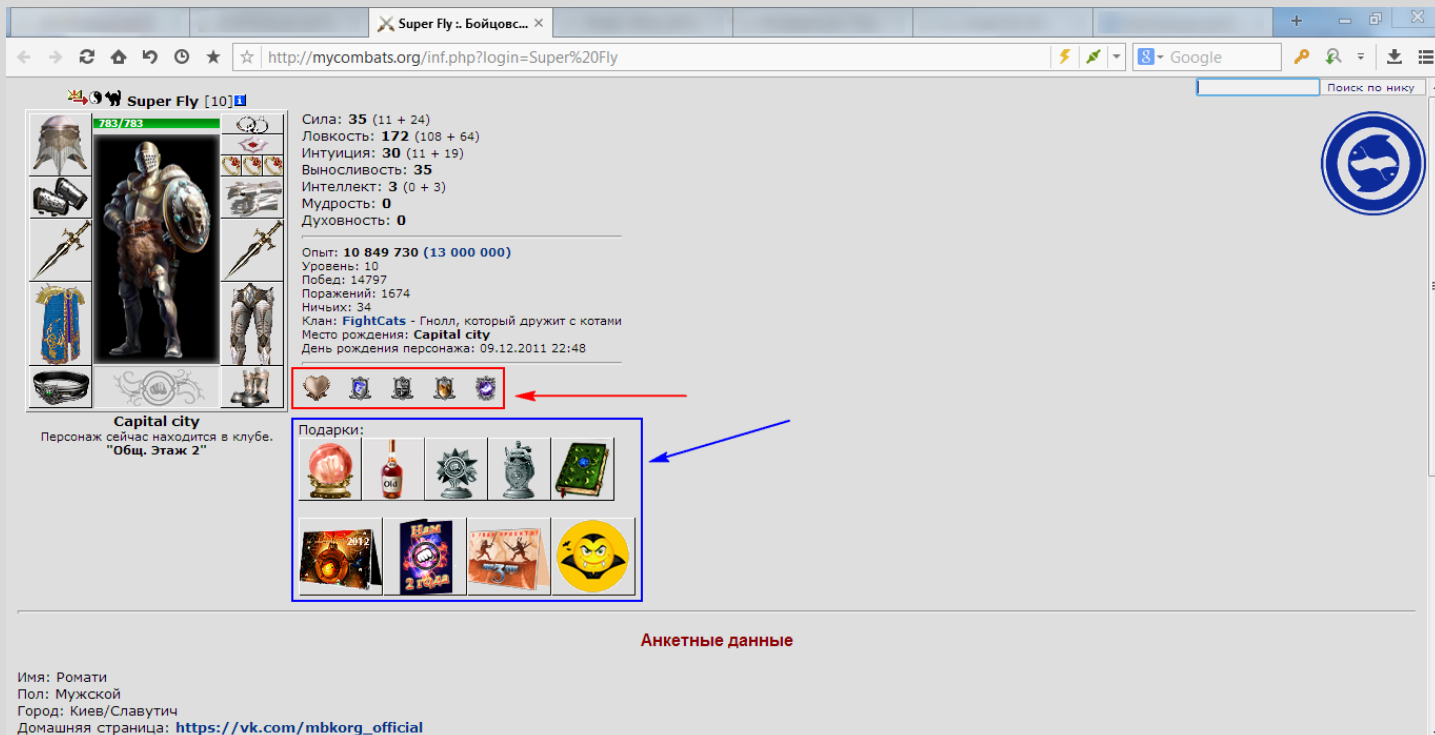 Super Fly :. Бойцовс... ×
http://mycombats.org/inf.php?login=Super%20Fly
8 Google
Поиск по нику
Super Fly [10]
783/783
Сила: 35 (11 + 24)
Ловкость: 172 (108 + 64)
Интуиция: 30 (11 + 19)
Выносливость: 35
Интеллект: 3 (0 + 3)
Мудрость: 0
Духовность: 0
Опыт: 10 849 730 (13 000 000)
Уровень: 10
Побед: 14797
Поражений: 1674
Ничьих: 34
Клан: FightCats - Гнолл, который дружит с котами
Место рождения: Capital city
День рождения персонажа: 09.12.2011 22:48
Capital city
Персонаж сейчас находится в клубе.
"Общ. Этаж 2"
Подарки:
Old
2012
Нам
2 года
3
Анкетные данные
Имя: Ромати
Пол: Мужской
Город: Киев/Славутич
Домашняя страница: https://vk.com/mbkorg_official